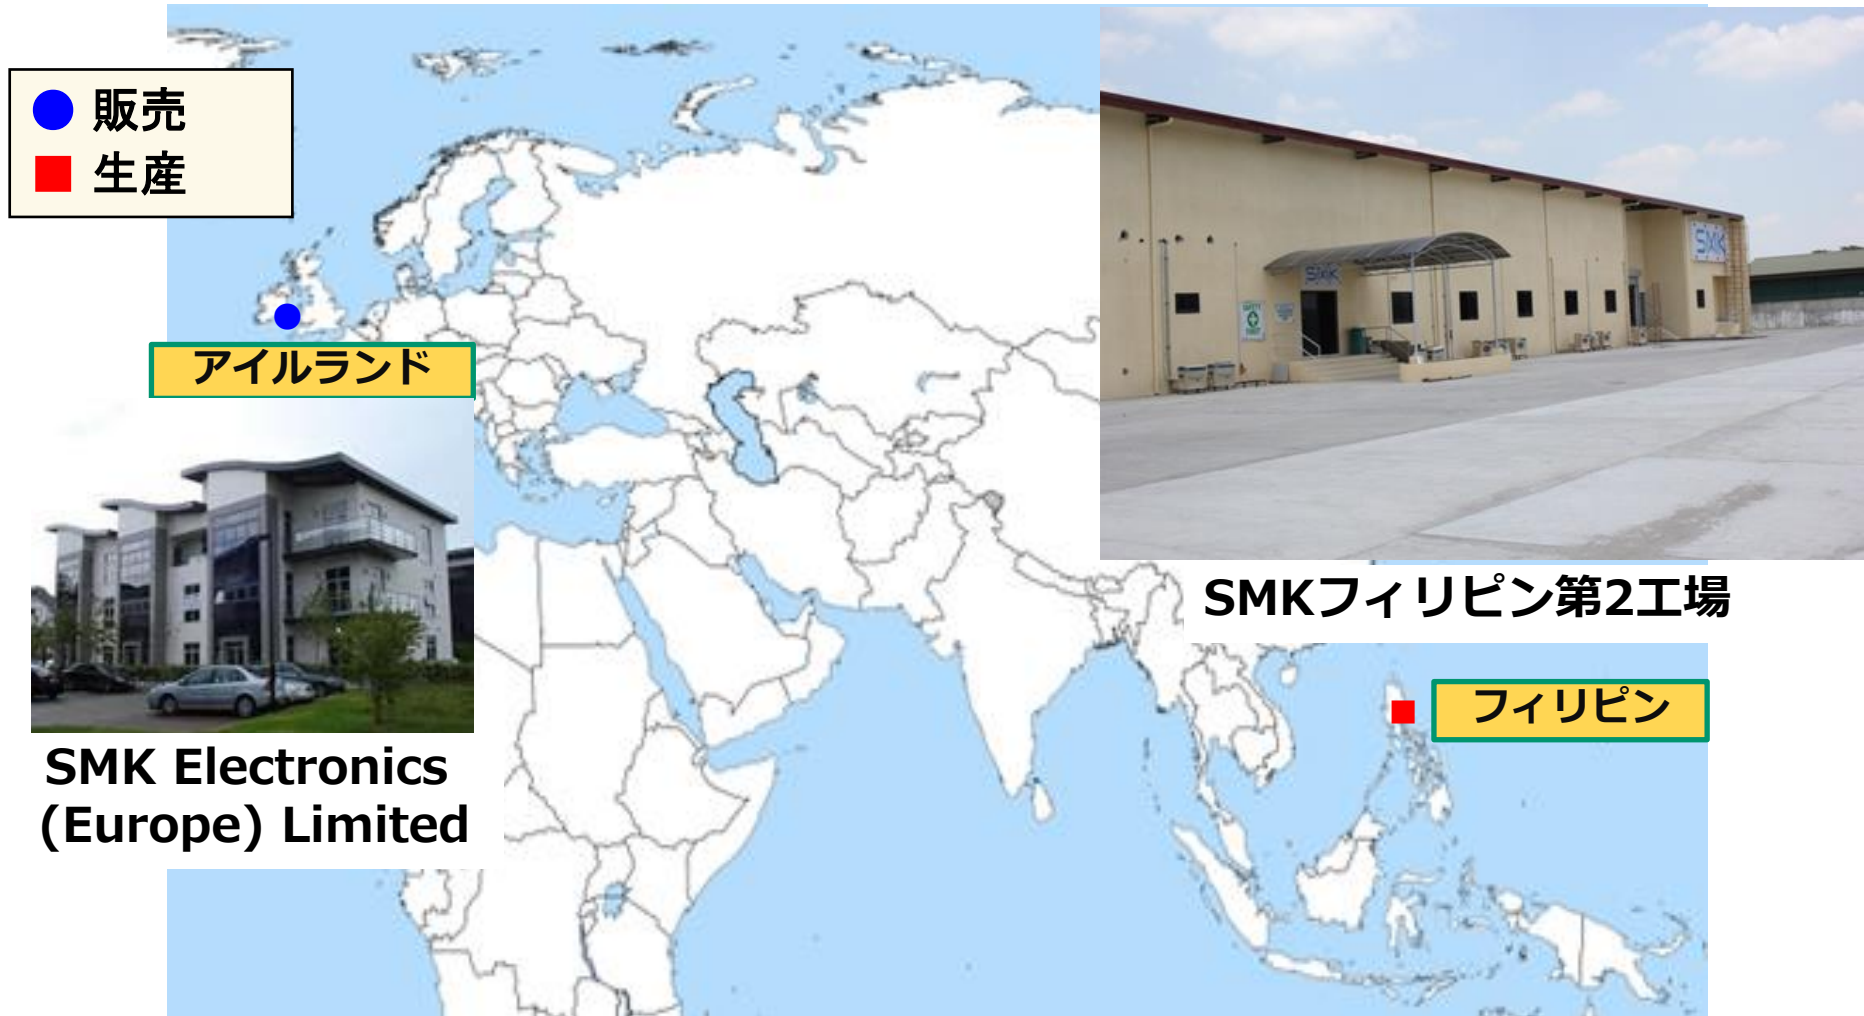 販売
生産
アイルランド
SMK Electronics
(Europe) Limited
SMK
SMK
SMKフィリピン第2工場
フィリピン